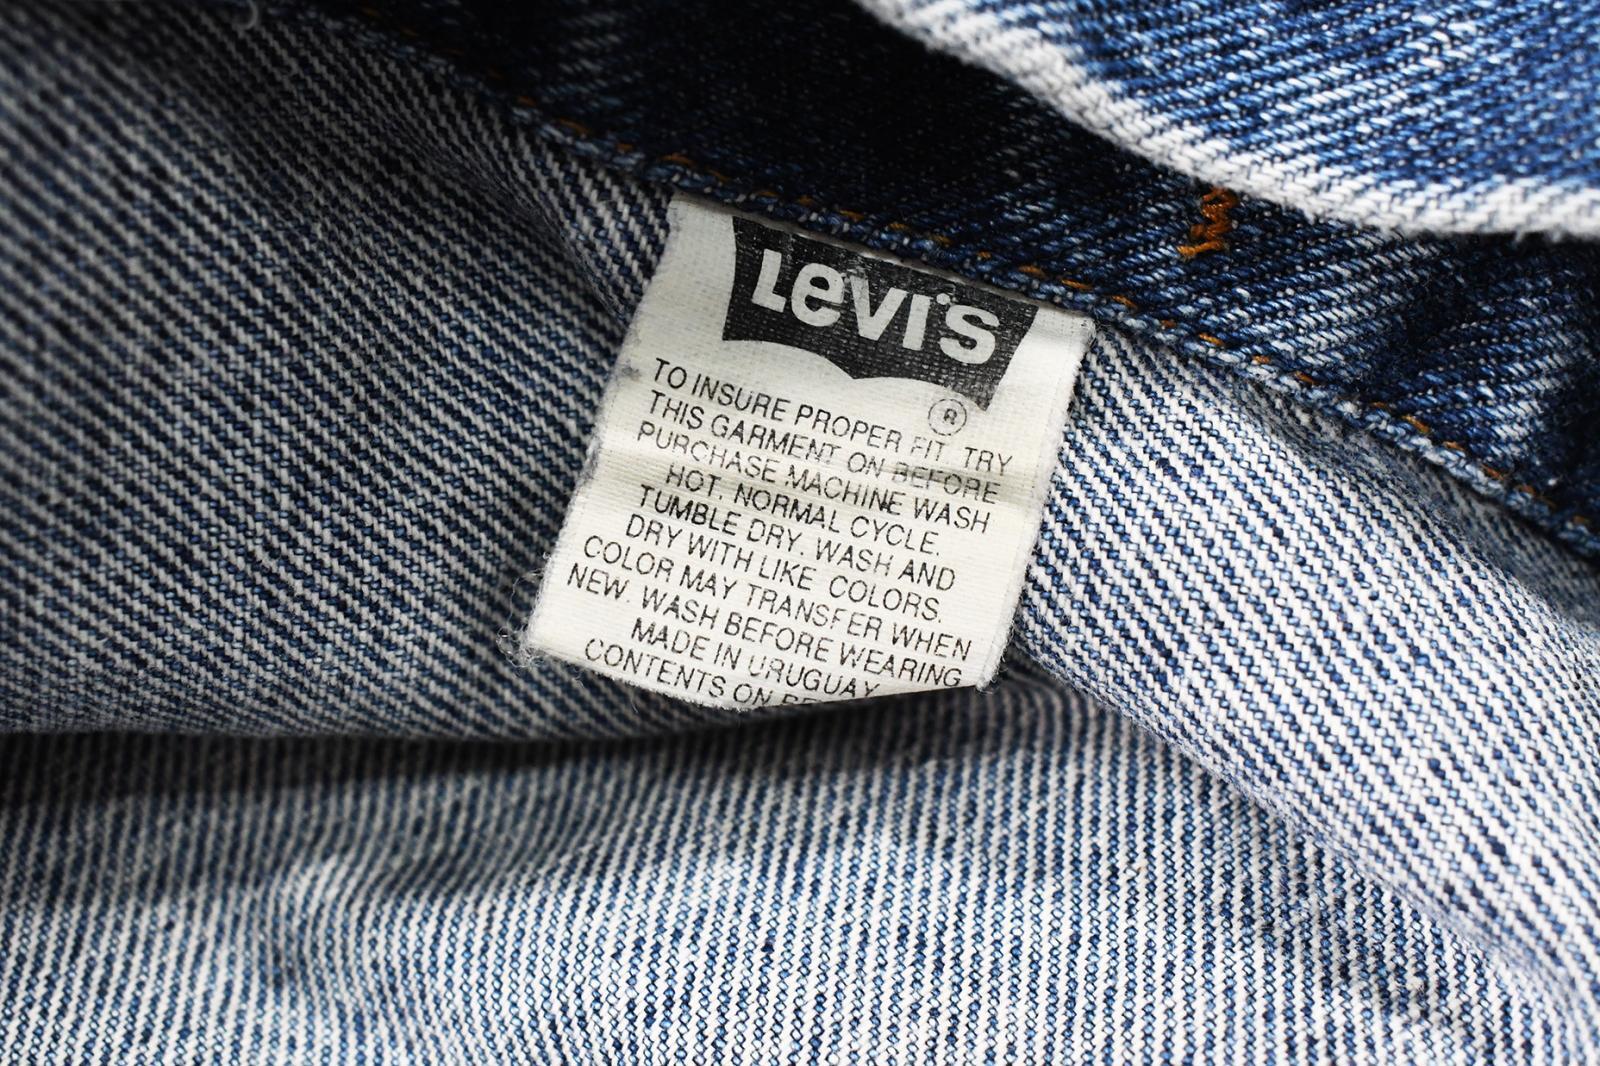 LEVI'S
®
TO INSURE PROPER FIT TRY
THIS GARMENT ON BEFORE
PURCHASE MACHINE WASH
HOT. NORMAL CYCLE.
TUMBLE DRY. WASH AND
DRY WITH LIKE COLORS.
COLOR MAY TRANSFER WHEN
NEW. WASH BEFORE WEARING
MADE IN URUGUAY
CONTENTS ON